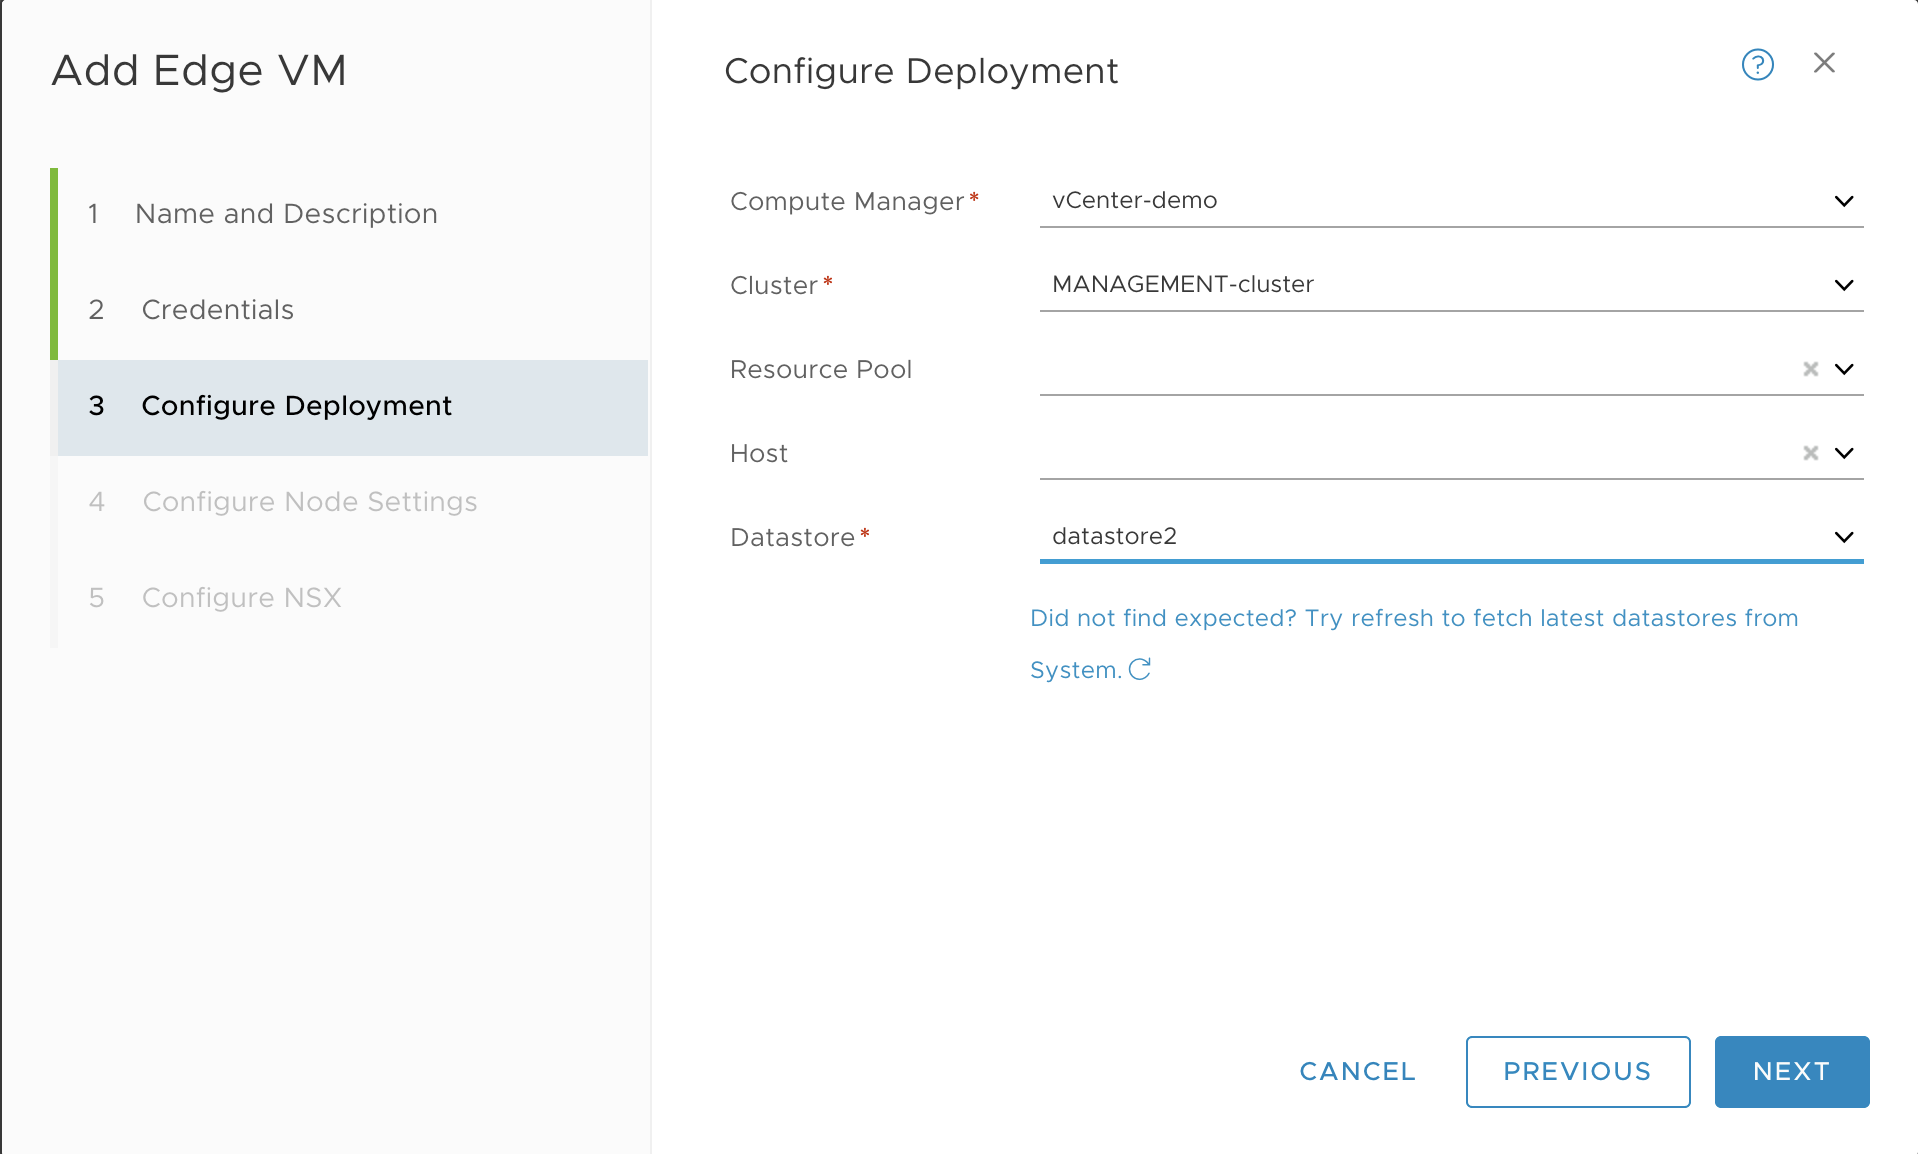 Add Edge VM
1 Name and Description
2 Credentials
3 Configure Deployment
4 Configure Node Settings
5 Configure NSX
Configure Deployment
?
Compute Manager* vCenter-demo
Cluster* MANAGEMENT-cluster
Resource Pool
Host
Datastore* datastore2
Did not find expected? Try refresh to fetch latest datastores from
System.
CANCEL PREVIOUS NEXT